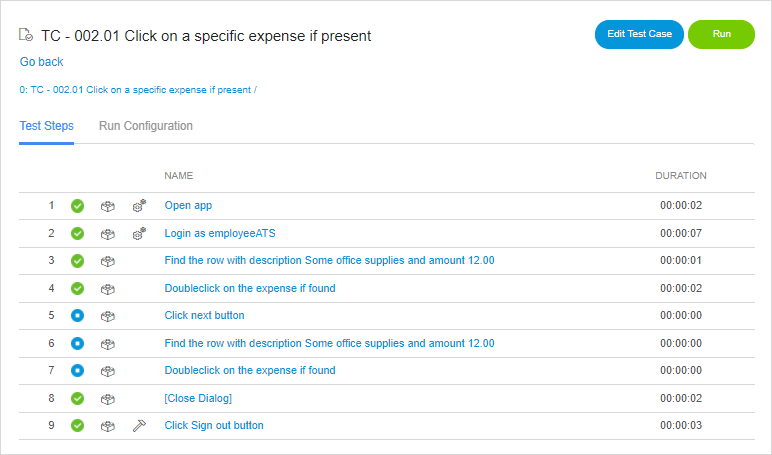 TC - 002.01 Click on a specific expense if present
Edit Test Case
Run
Go back
0: TC - 002.01 Click on a specific expense if present /
Test Steps Run Configuration
NAME DURATION
1 Open app 00:00:02
2 Login as employeeATS 00:00:07
3 Find the row with description Some office supplies and amount 12.00 00:00:01
4 Doubleclick on the expense if found 00:00:02
5 Click next button 00:00:00
6 Find the row with description Some office supplies and amount 12.00 00:00:00
7 Doubleclick on the expense if found 00:00:00
8 [Close Dialog] 00:00:02
9 Click Sign out button 00:00:03